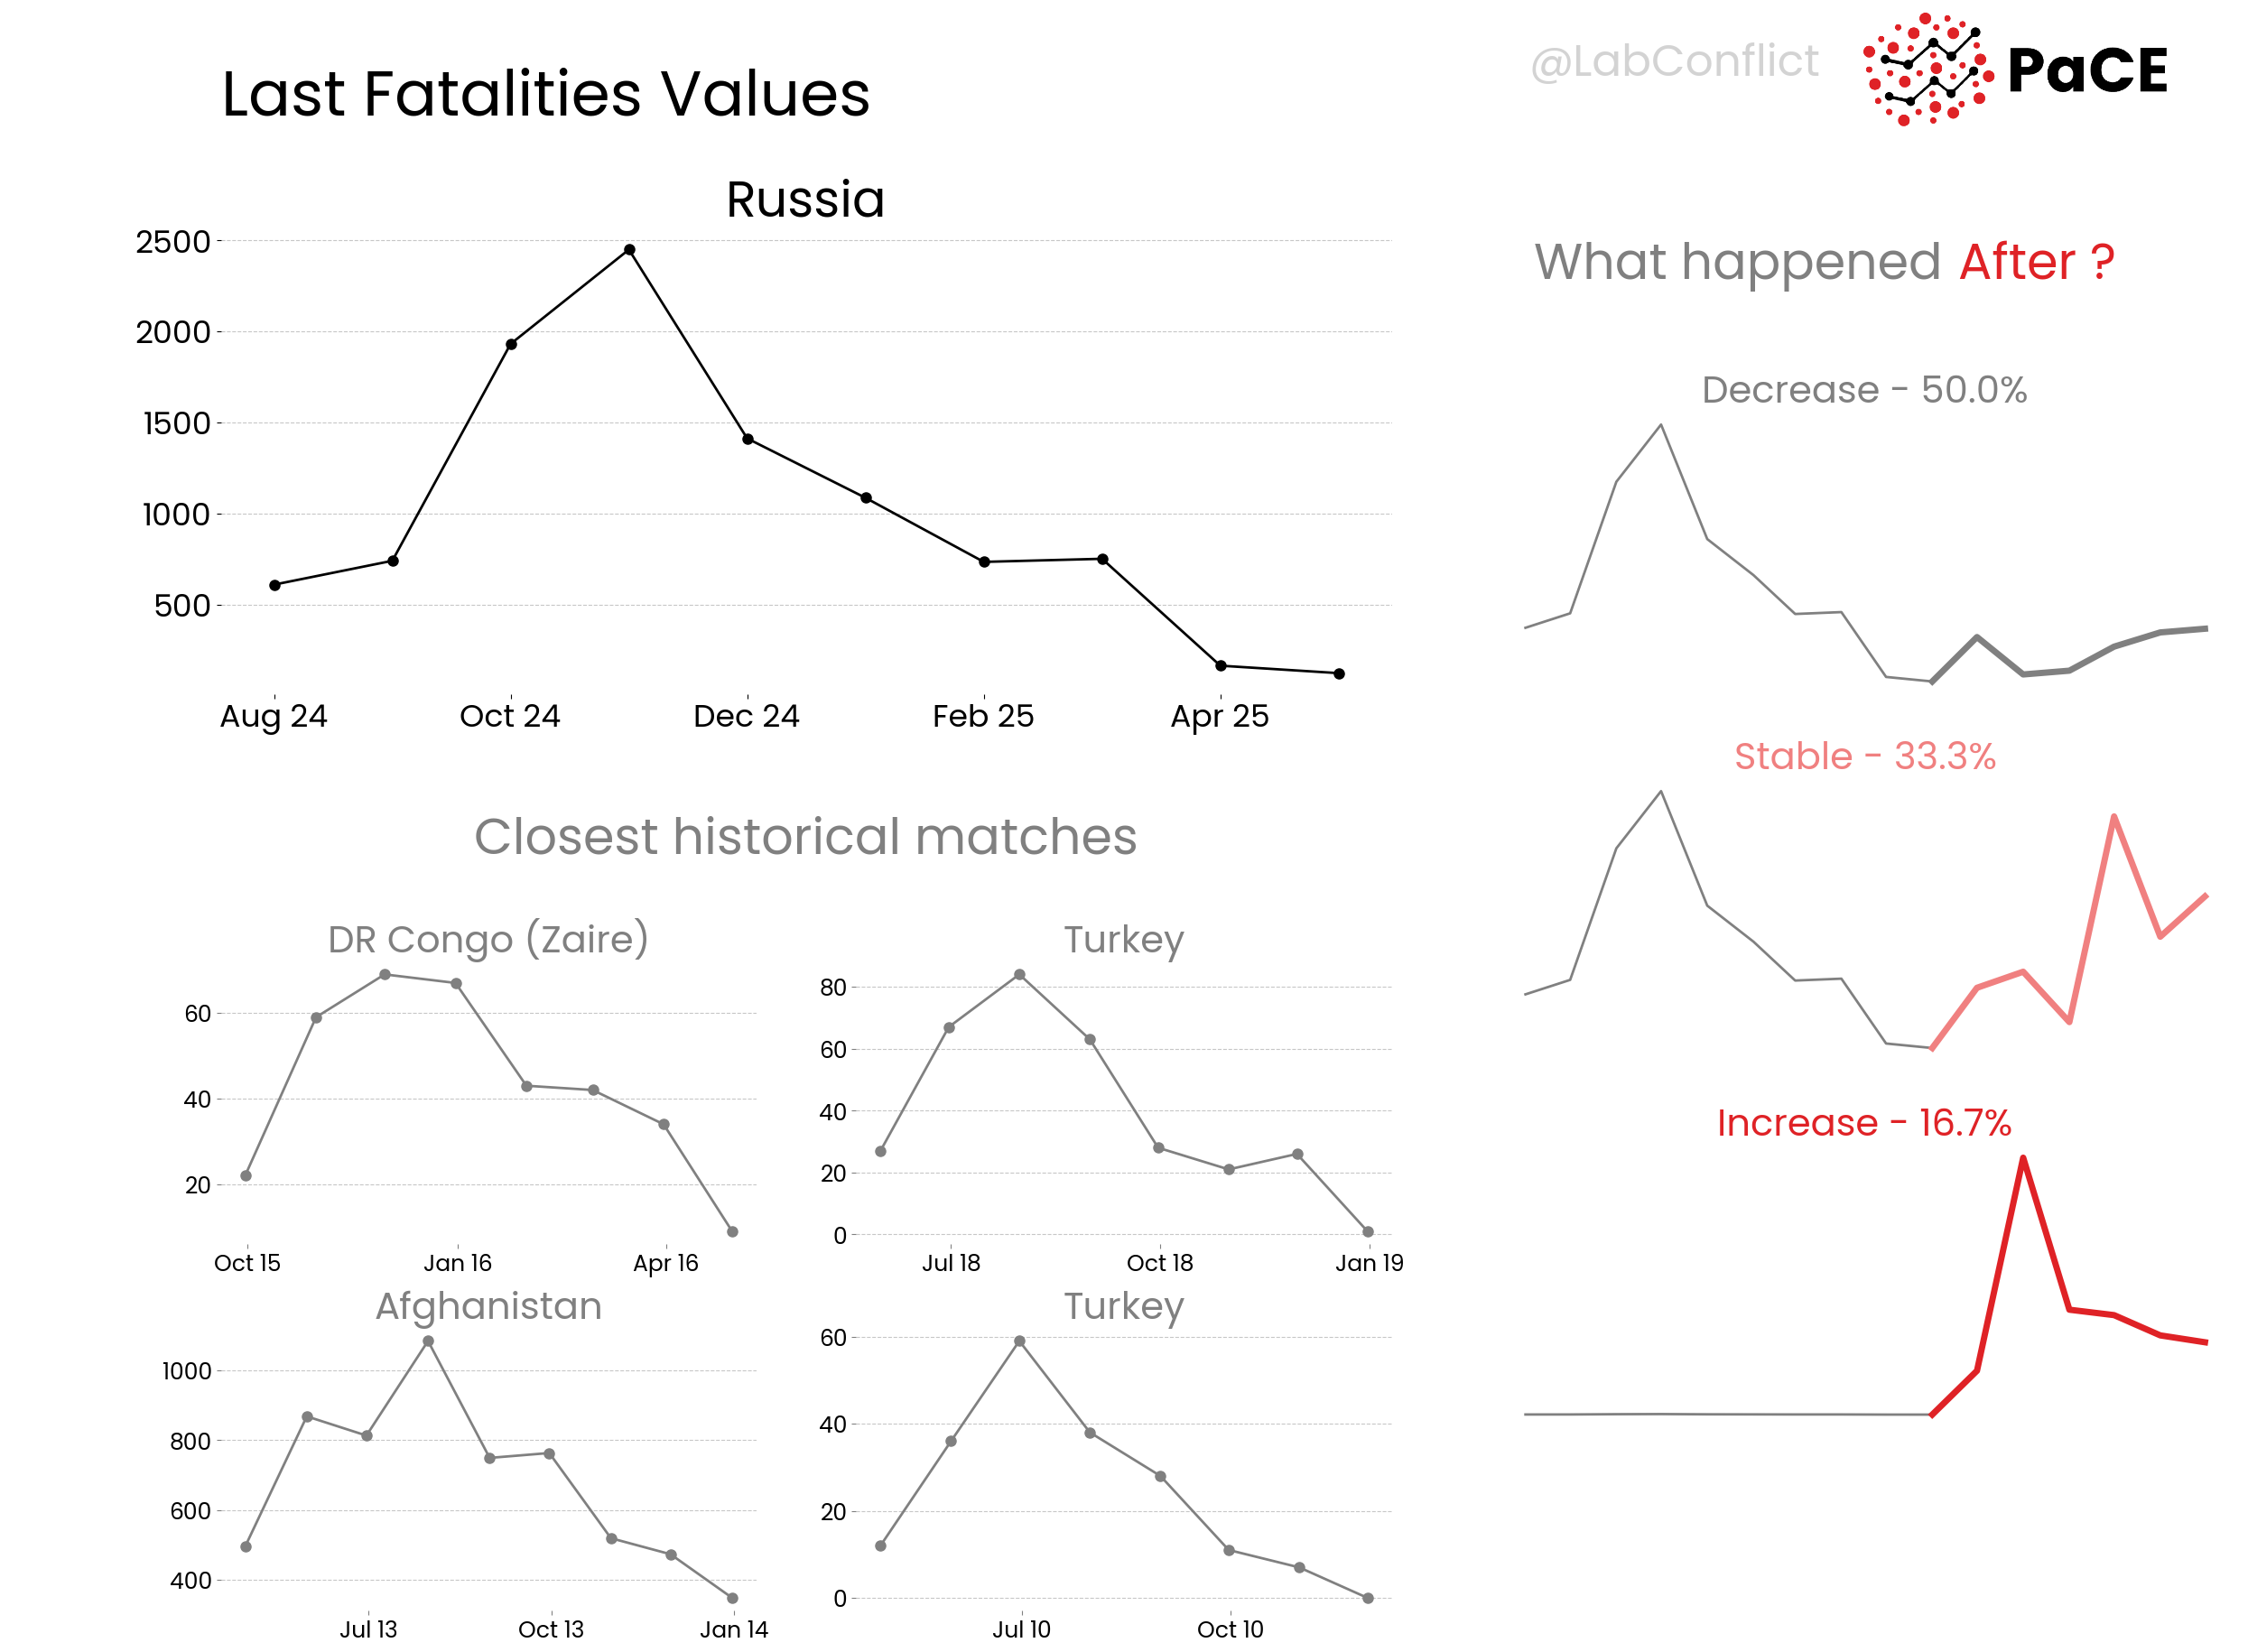 @LabConflict
PaCE
Last Fatalities Values
Russia
2500
2000
1500
1000
500
Aug 24 Oct 24 Dec 24 Feb 25 Apr 25
What happened After ?
Decrease - 50.0%
Stable - 33.3%
Increase - 16.7%
Closest historical matches
DR Congo (Zaire)
60
40
20
Oct 15 Jan 16 Apr 16
Turkey
80
60
40
20
0
Jul 18 Oct 18 Jan 19
Afghanistan
1000
800
600
400
Jul 13 Oct 13 Jan 14
Turkey
60
40
20
0
Jul 10 Oct 10